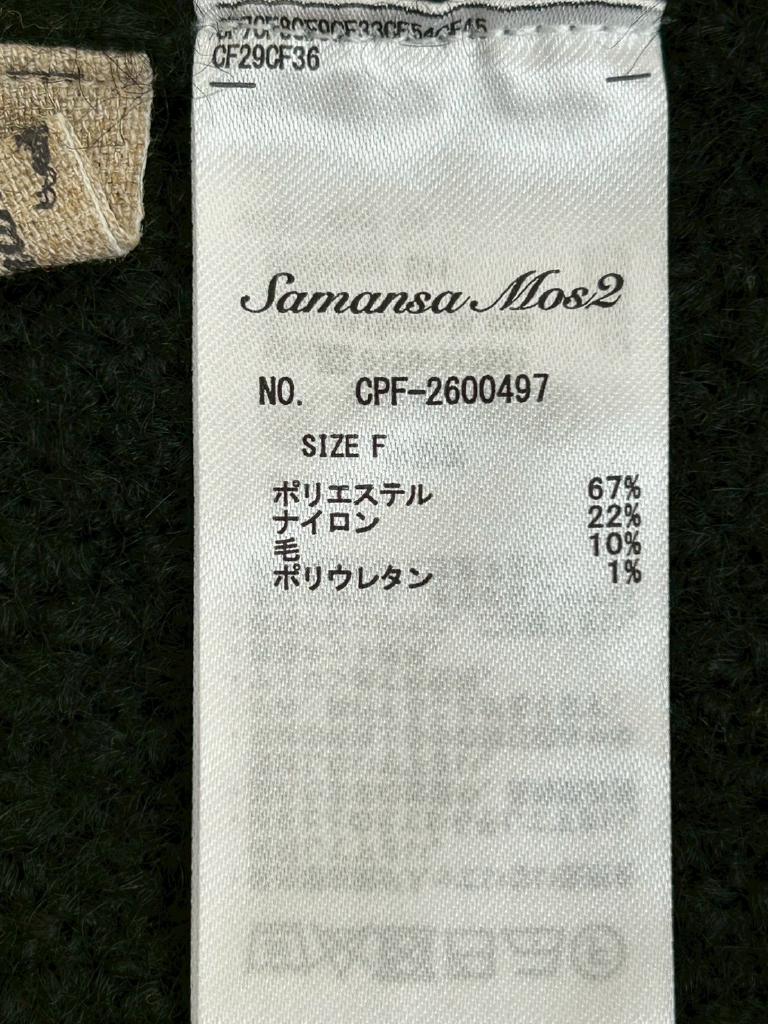 CF29CF36
Samansa Mos2
NO. CPF-2600497
SIZE F
ポリエステル 67%
ナイロン 22%
毛 10%
ポリウレタン 1%